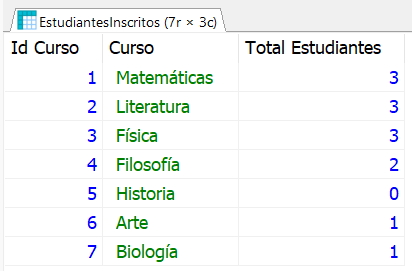 EstudiantesInscritos (7r × 3c)
Id Curso Curso Total Estudiantes
1 Matemáticas 3
2 Literatura 3
3 Física 3
4 Filosofía 2
5 Historia 0
6 Arte 1
7 Biología 1